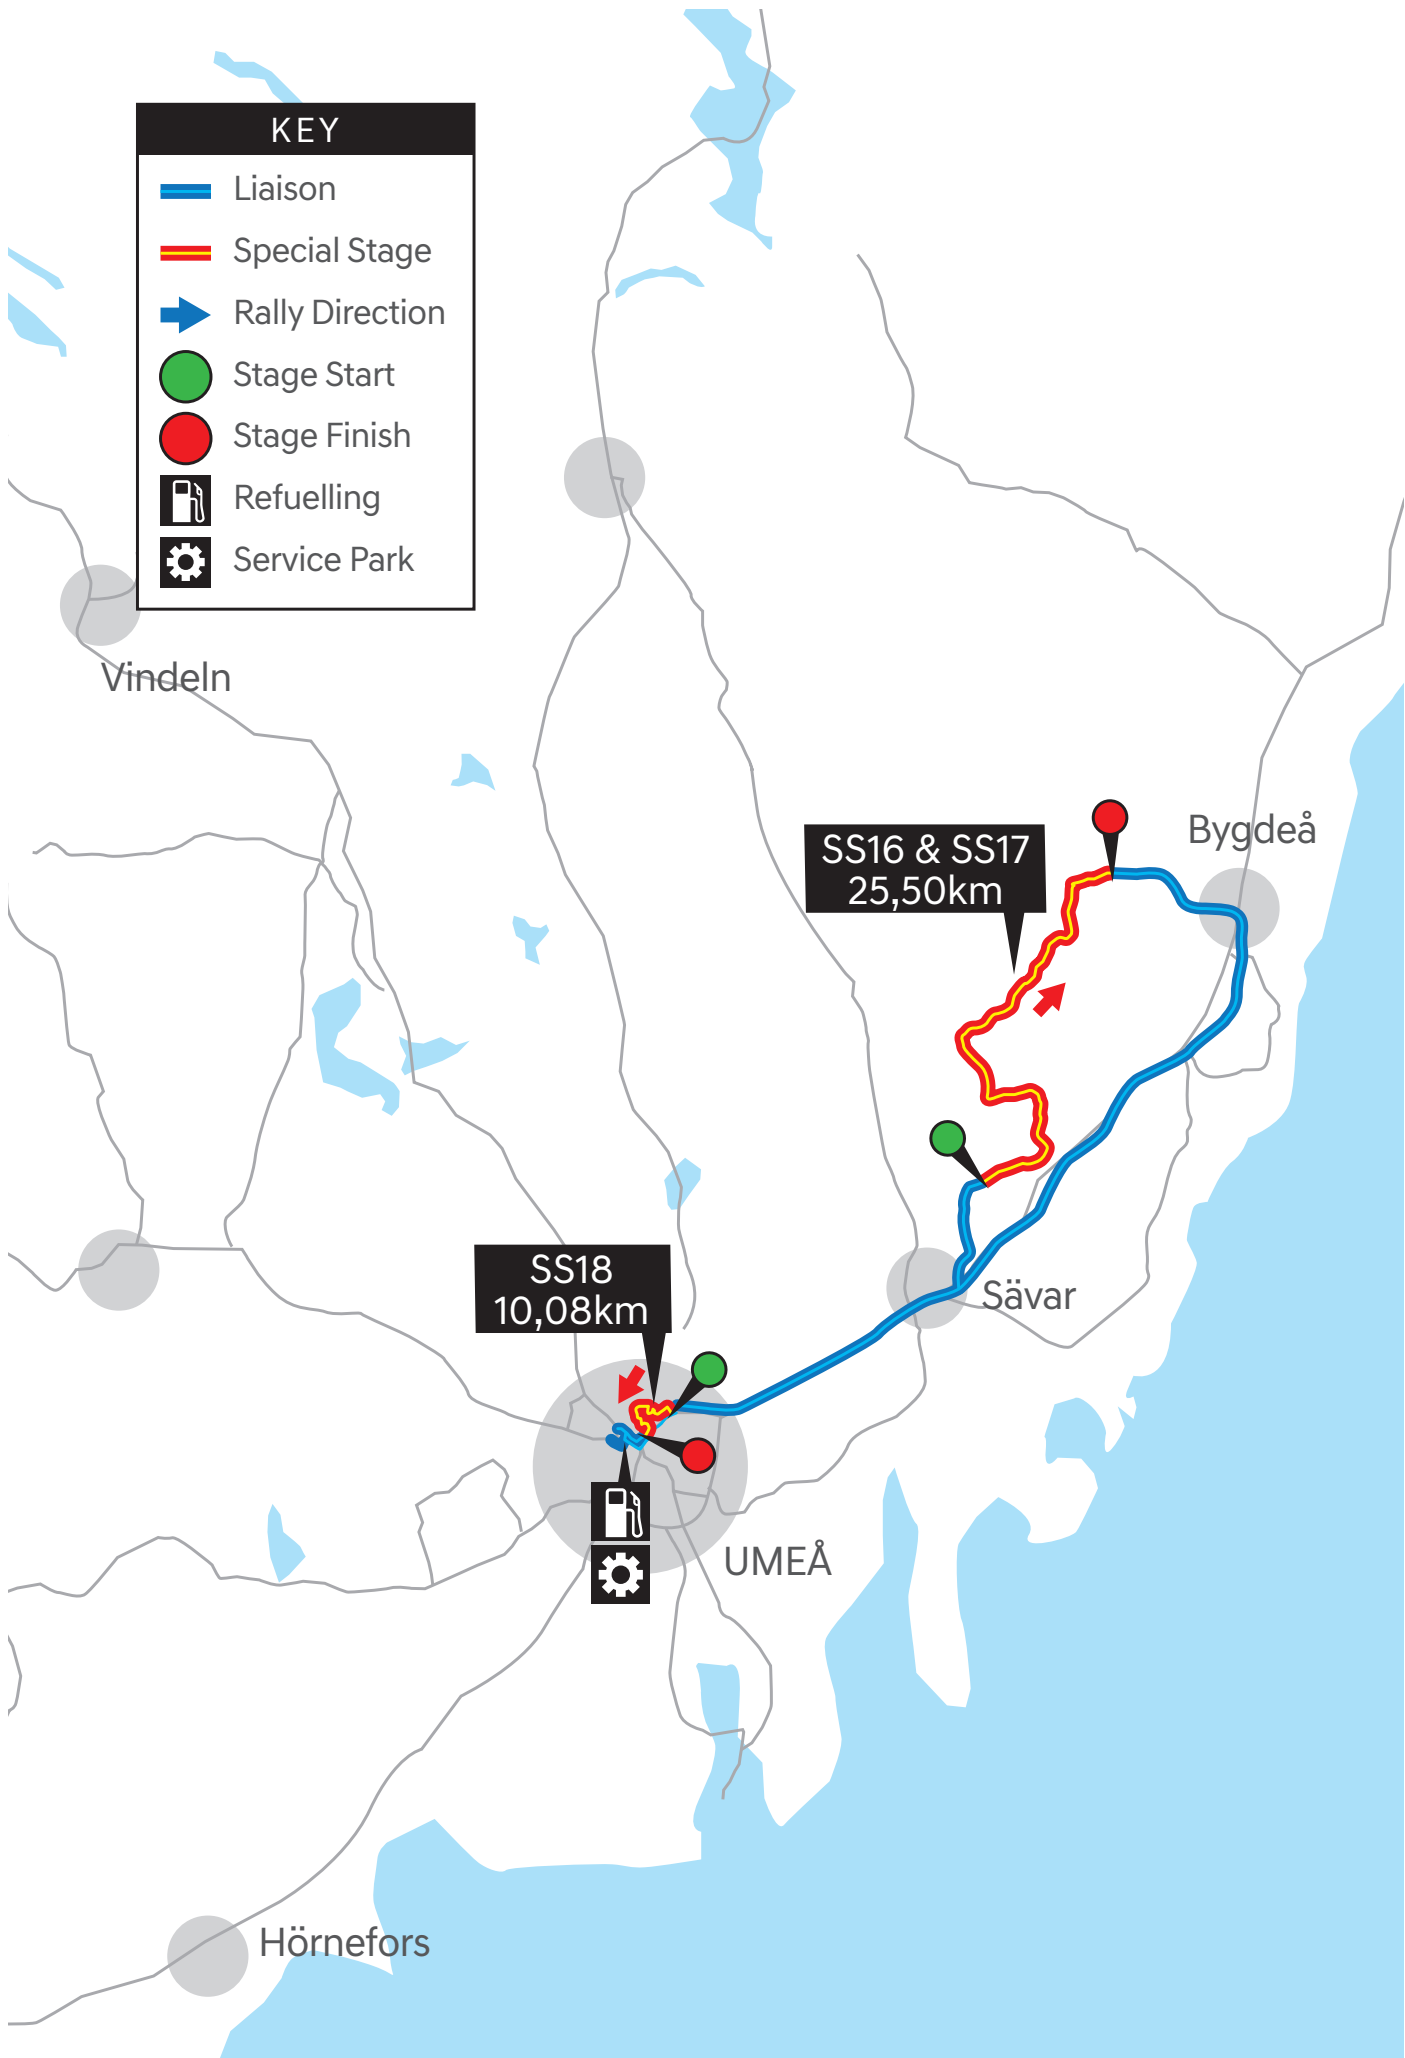 KEY
Liaison
Special Stage
Rally Direction
Stage Start
Stage Finish
Refuelling
Service Park
Vindeln
SS16 & SS17
25,50km
Bygdeå
SS18
10,08km
Sävar
UMEÅ
Hörnefors